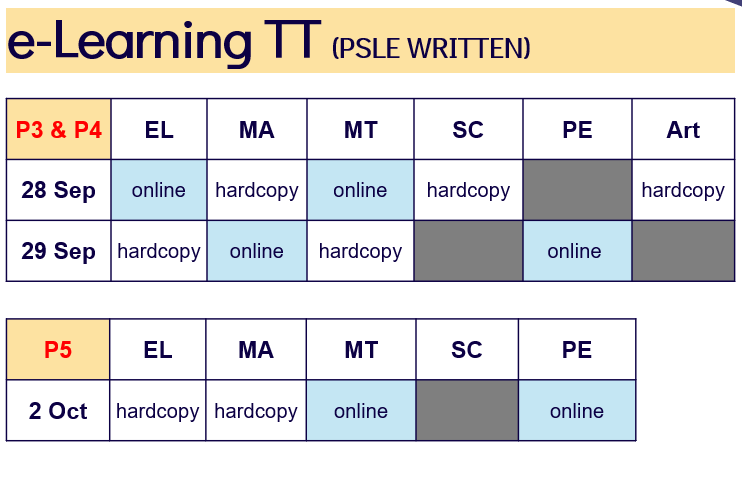 e-Learning TT (PSLE WRITTEN)
P3 & P4 EL MA MT SC PE Art
28 Sep online hardcopy online hardcopy hardcopy
29 Sep hardcopy online hardcopy online
P5 EL MA MT SC PE
2 Oct hardcopy hardcopy online online